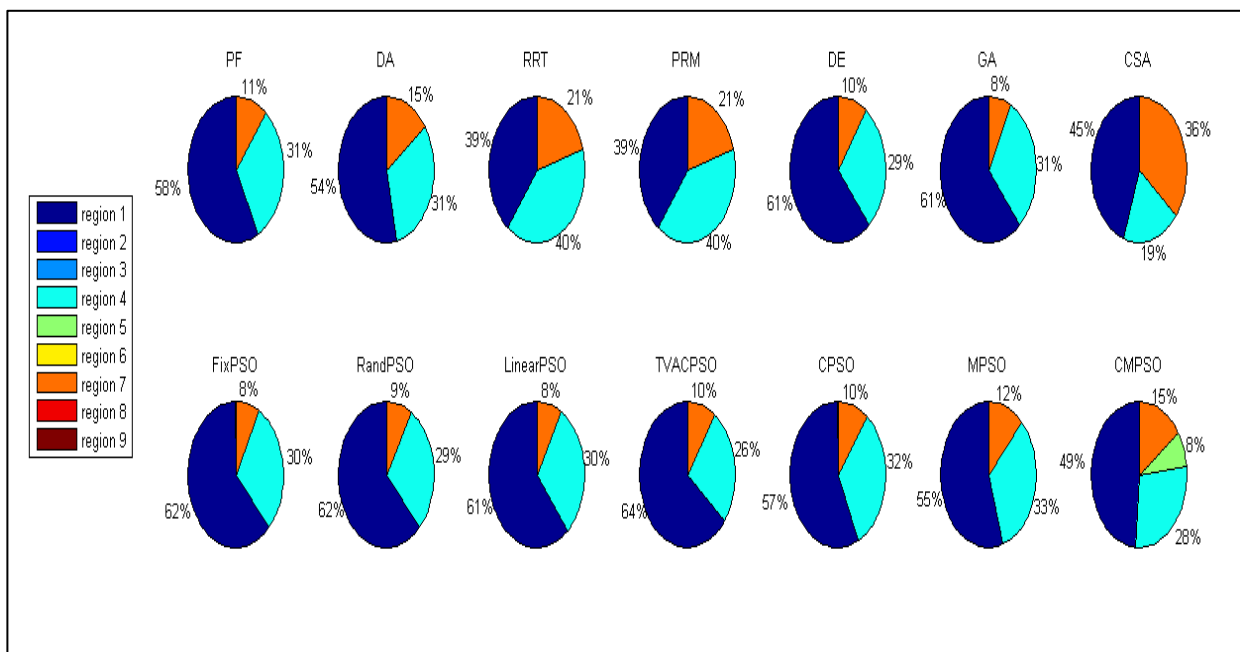 PF DA RRT PRM DE GA CSA
11% 15% 21% 21% 10% 8% 36%
58% 31% 54% 31% 39% 40% 39% 40% 61% 29% 61% 31% 45% 19%
region 1
region 2
region 3
region 4
region 5
region 6
region 7
region 8
region 9
FixPSO RandPSO LinearPSO TVACPSO CPSO MPSO CMPSO
8% 9% 8% 10% 10% 12% 15%
62% 30% 62% 29% 61% 30% 64% 26% 57% 32% 55% 33% 49% 8% 28%